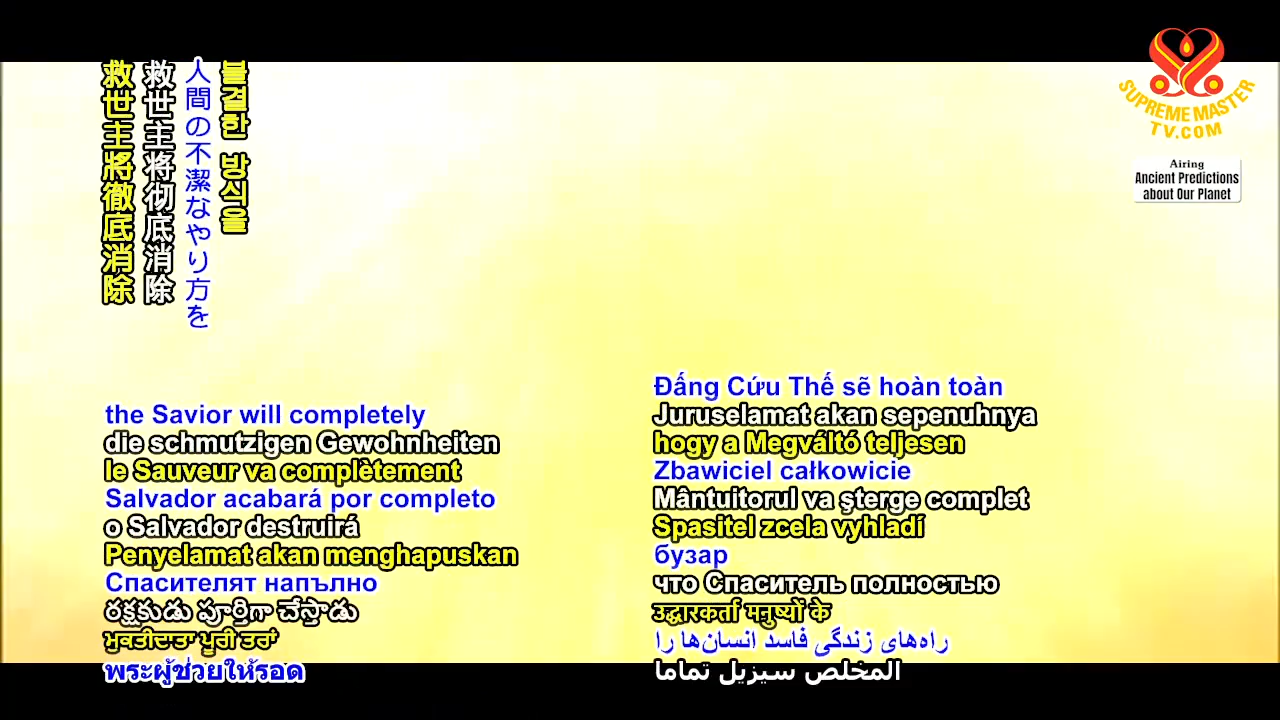 救世主將徹底消除
救世主将彻底消除
人間の不潔なやり方を
불결한 방식을
SUPREME MASTER
TV.COM
Airing
Ancient Predictions
about Our Planet
the Savior will completely
die schmutzigen Gewohnheiten
le Sauveur va complètement
Salvador acabará por completo
o Salvador destruirá
Penyelamat akan menghapuskan
Спасителят напълно
రక్షకుడు పూర్తిగా చేస్తాడు
ਮੁਕਤੀਦਾਤਾ ਪੂਰੀ ਤਰਾਂ
พระผู้ช่วยให้รอด
Đấng Cứu Thế sẽ hoàn toàn
Juruselamat akan sepenuhnya
hogy a Megváltó teljesen
Zbawiciel całkowicie
Mântuitorul va şterge complet
Spasitel zcela vyhladí
бузар
что Спаситель полностью
उद्धारकर्ता मनुष्यों के
راه‌های زندگی فاسد انسان‌ها را
المخلص سيزيل تماما